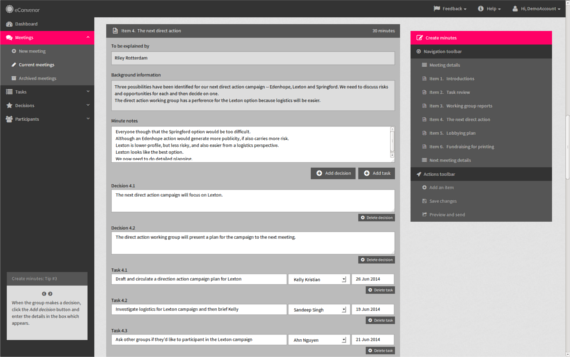 eConvenor
Feedback
Help
Hi, DemoAccount
Dashboard
Meetings
New meeting
Current meetings
Archived meetings
Tasks
Decisions
Participants
Create minutes: Tip #1
When the group makes a decision,
click the Add decision button and
enter the details in the box which
appears.
Item 4. The next direct action
30 minutes
To be explained by
Riley Rotterdam
Background information
Three possibilities have been identified for our next direct action campaign -- Edenhope, Lexton and Springford. We need to discuss risks
and opportunities for each and then decide on one.
The direct action working group has a preference for the Lexton option because logistics will be easier.
Minute notes
Everyone though that the Springford option would be too difficult.
Although an Edenhope action would generate more publicity, it also carries more risk.
Lexton is lower profile, but less risky, and also easier from a logistics perspective.
Lexton looks like the best option.
We now need to do detailed planning
Add decision
Add task
Decision 4.1
The next direct action campaign will focus on Lexton.
Delete decision
Decision 4.2
The direct action working group will present a plan for the campaign to the next meeting.
Delete decision
Task 4.1
Draft and circulate a direction action campaign plan for Lexton
Kelly Kristian
26 Jun 2014
Delete task
Task 4.2
Investigate logistics for Lexton campaign and then brief Kelly
Sandeep Singh
19 Jun 2014
Delete task
Task 4.3
Ask other groups if they'd like to participate in the Lexton campaign
Aho Nguyen
21 Jun 2014
Delete task
Create minutes
Navigation toolbar
Meeting details
Item 1. Introductions
Item 2. Task review
Item 3. Working group reports
Item 4. The next direct action
Item 5. Lobbying plan
Item 6. Fundraising for printing
Next meeting details
Actions toolbar
Add an item
Save changes
Preview and send